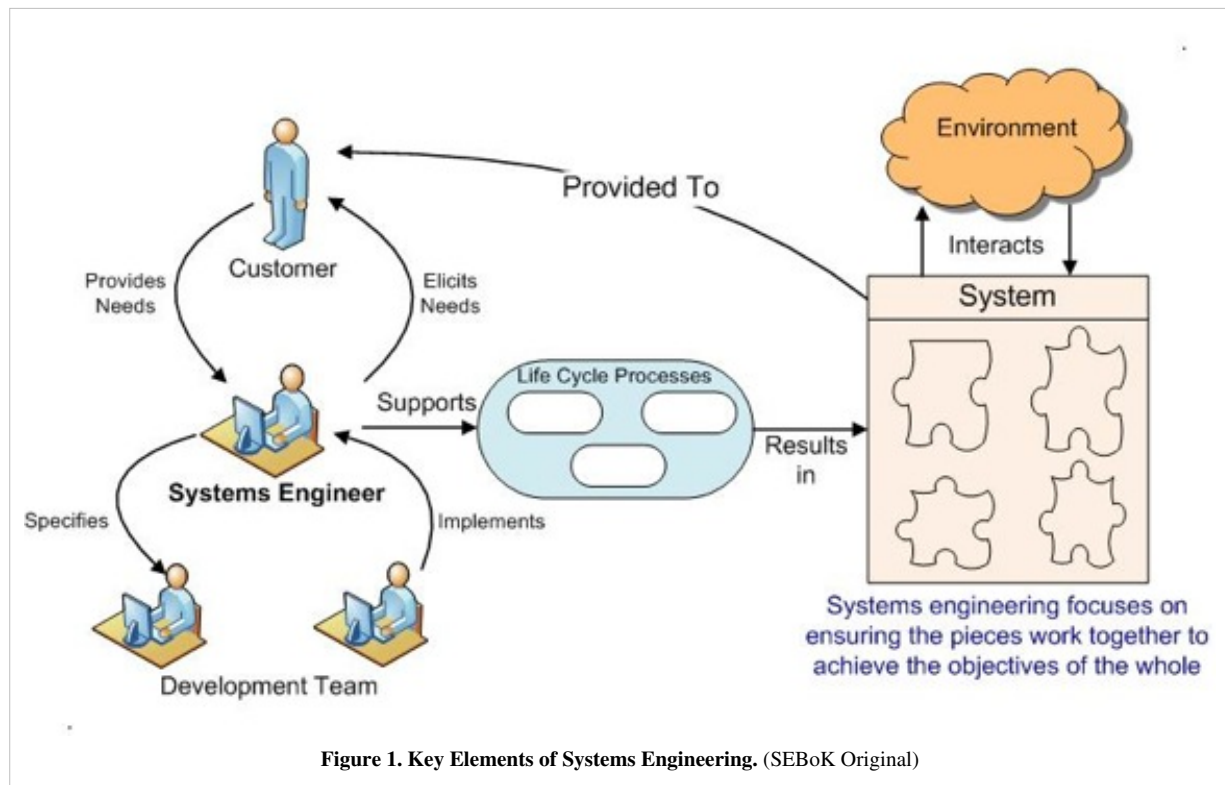 Environment
Provided To
Interacts
Customer
Provides
Needs
Elicits
Needs
System
Life Cycle Processes
Supports
Results
in
Systems Engineer
Specifies
Implements
Systems engineering focuses on
ensuring the pieces work together to
achieve the objectives of the whole
Development Team
Figure 1. Key Elements of Systems Engineering. (SEBoK Original)